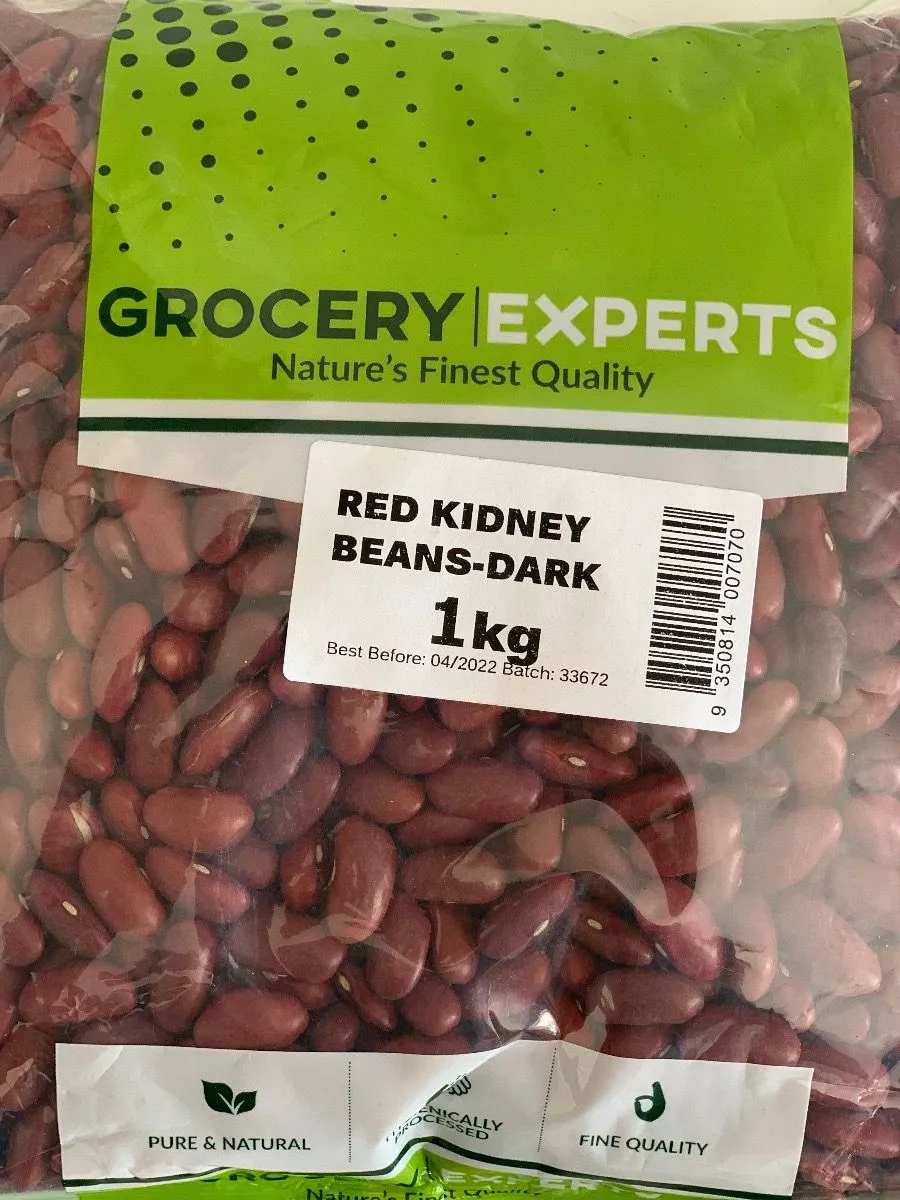 GROCERY|EXPERTS
Nature's Finest Quality
RED KIDNEY
BEANS-DARK
1kg
Best Before: 04/2022 Batch: 33672
9 350814 007070
PURE & NATURAL
PROCESSED
FINE QUALITY
Nature's